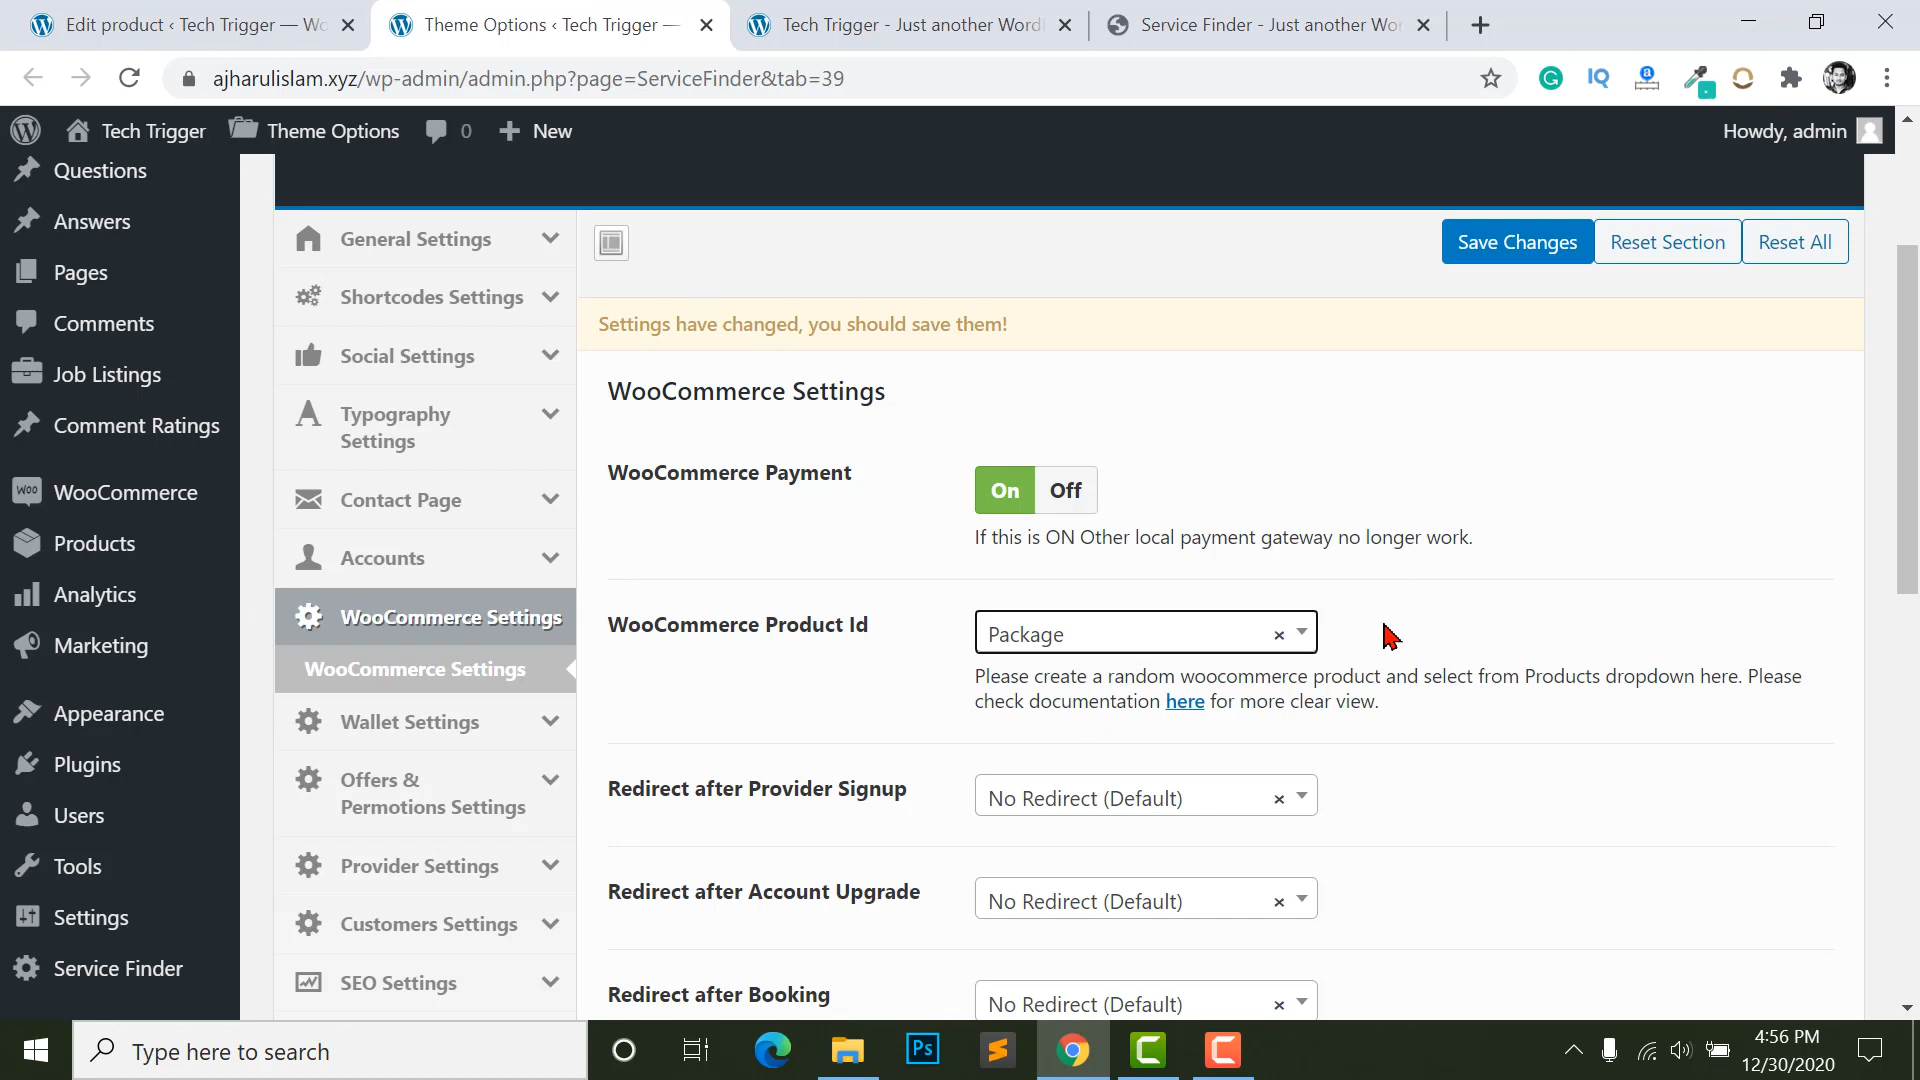 Edit product ‹ Tech Trigger — Wo
Theme Options ‹ Tech Trigger —
Tech Trigger - Just another Word
Service Finder - Just another Wor
ajharulislam.xyz/wp-admin/admin.php?page=ServiceFinder&tab=39
Tech Trigger
Theme Options
0
New
Howdy, admin
Questions
Answers
Pages
Comments
Job Listings
Comment Ratings
WooCommerce
Products
Analytics
Marketing
Appearance
Plugins
Users
Tools
Settings
Service Finder
General Settings
Shortcodes Settings
Social Settings
Typography
Settings
Contact Page
Accounts
WooCommerce Settings
WooCommerce Settings
Wallet Settings
Offers &
Permotions Settings
Provider Settings
Customers Settings
SEO Settings
Save Changes
Reset Section
Reset All
Settings have changed, you should save them!
WooCommerce Settings
WooCommerce Payment
On Off
If this is ON Other local payment gateway no longer work.
WooCommerce Product Id
Package
Please create a random woocommerce product and select from Products dropdown here. Please
check documentation here for more clear view.
Redirect after Provider Signup
No Redirect (Default)
Redirect after Account Upgrade
No Redirect (Default)
Redirect after Booking
No Redirect (Default)
Type here to search
Ps
4:56 PM
12/30/2020